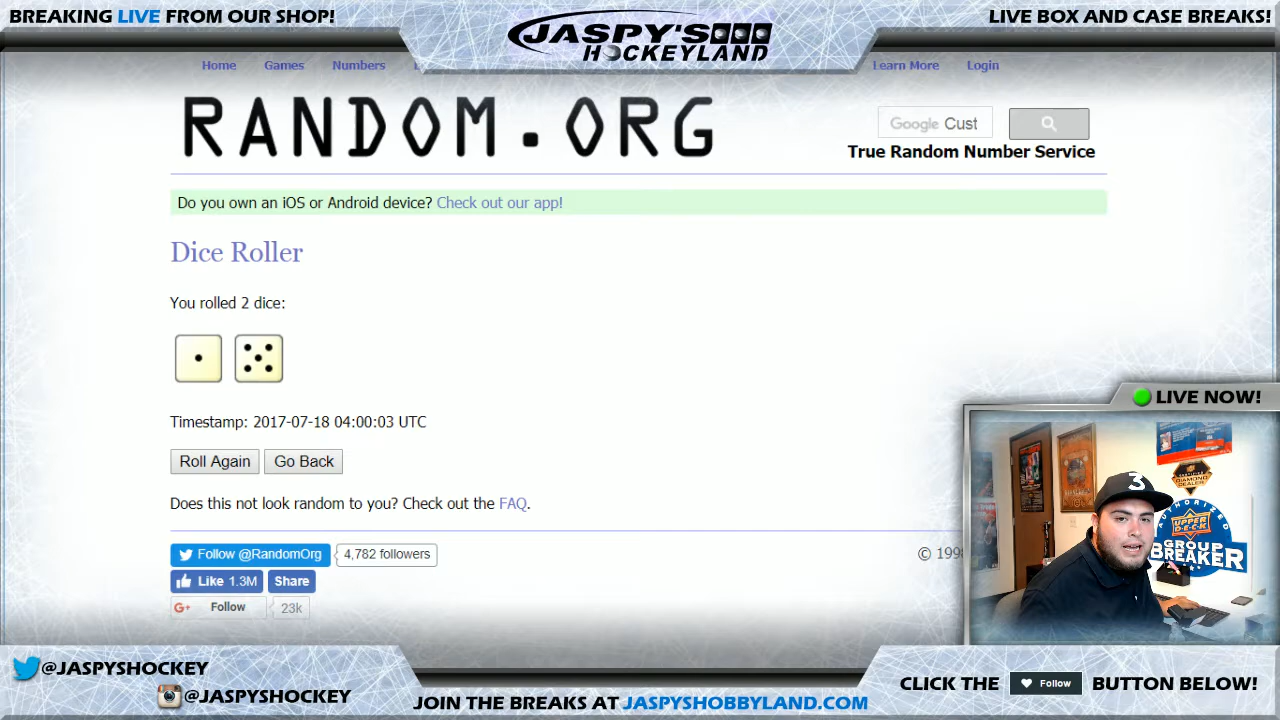 BREAKING LIVE FROM OUR SHOP!
JASPY'S
HOCKEYLAND
LIVE BOX AND CASE BREAKS!
Home Games Numbers Learn More Login
RANDOM.ORG
Google Cust
True Random Number Service
Do you own an iOS or Android device? Check out our app!
Dice Roller
You rolled 2 dice:
Timestamp: 2017-07-18 04:00:03 UTC
Roll Again Go Back
Does this not look random to you? Check out the FAQ.
Follow @RandomOrg 4,782 followers
© 199
Like 1.3M Share
G+ Follow 23k
LIVE NOW!
3
DIAMOND
DEALER
AUTHORIZED
UPPER
DECK
GROUP
BREAKER
@JASPYSHOCKEY
@JASPYSHOCKEY
JOIN THE BREAKS AT JASPYSHOBBYLAND.COM
CLICK THE Follow BUTTON BELOW!